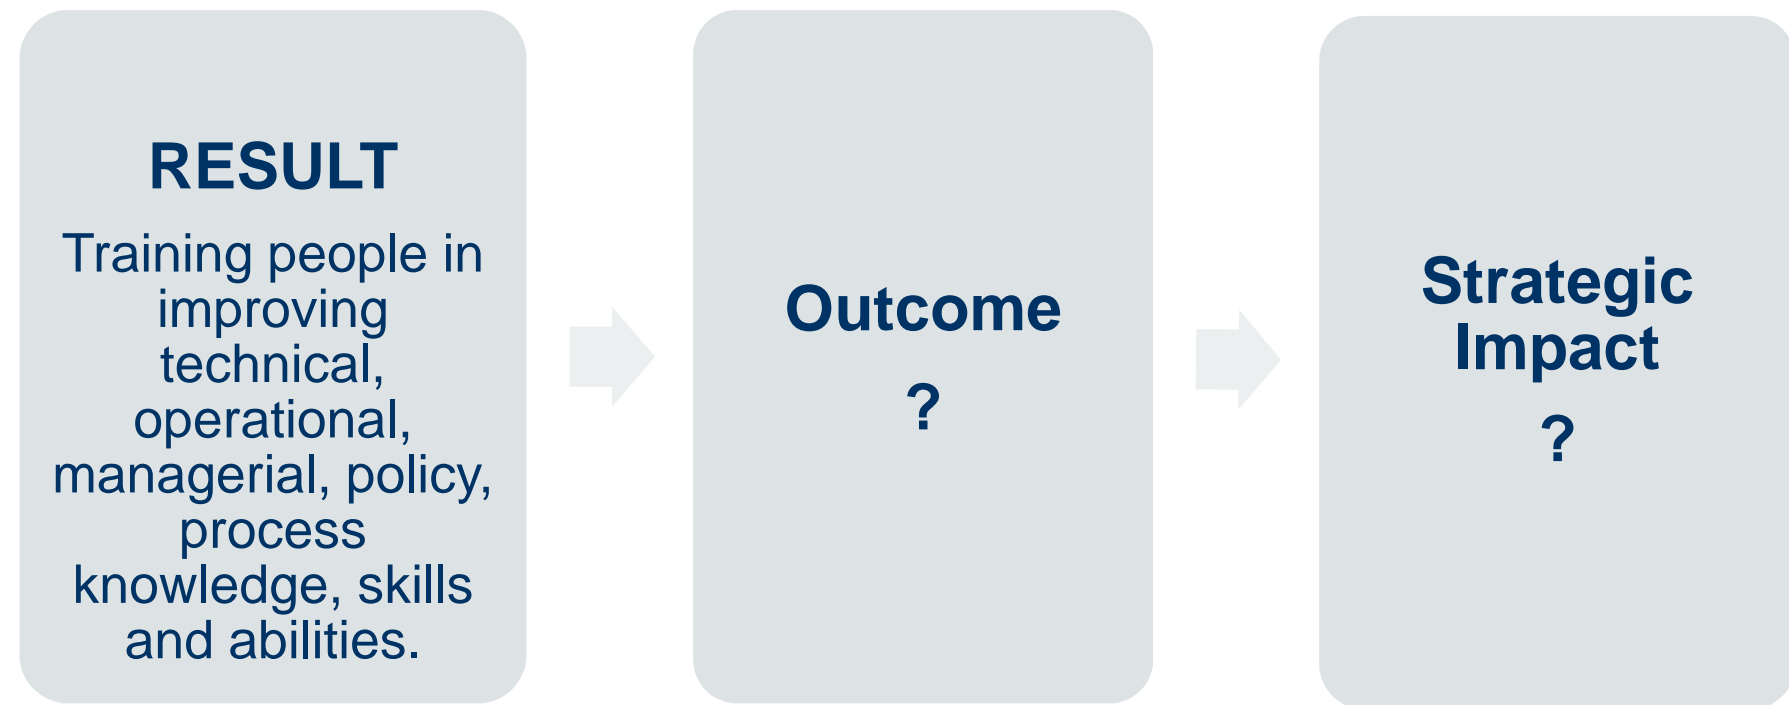 RESULT
Training people in
improving
technical,
operational,
managerial, policy,
process
knowledge, skills
and abilities.
Outcome
?
Strategic
Impact
?